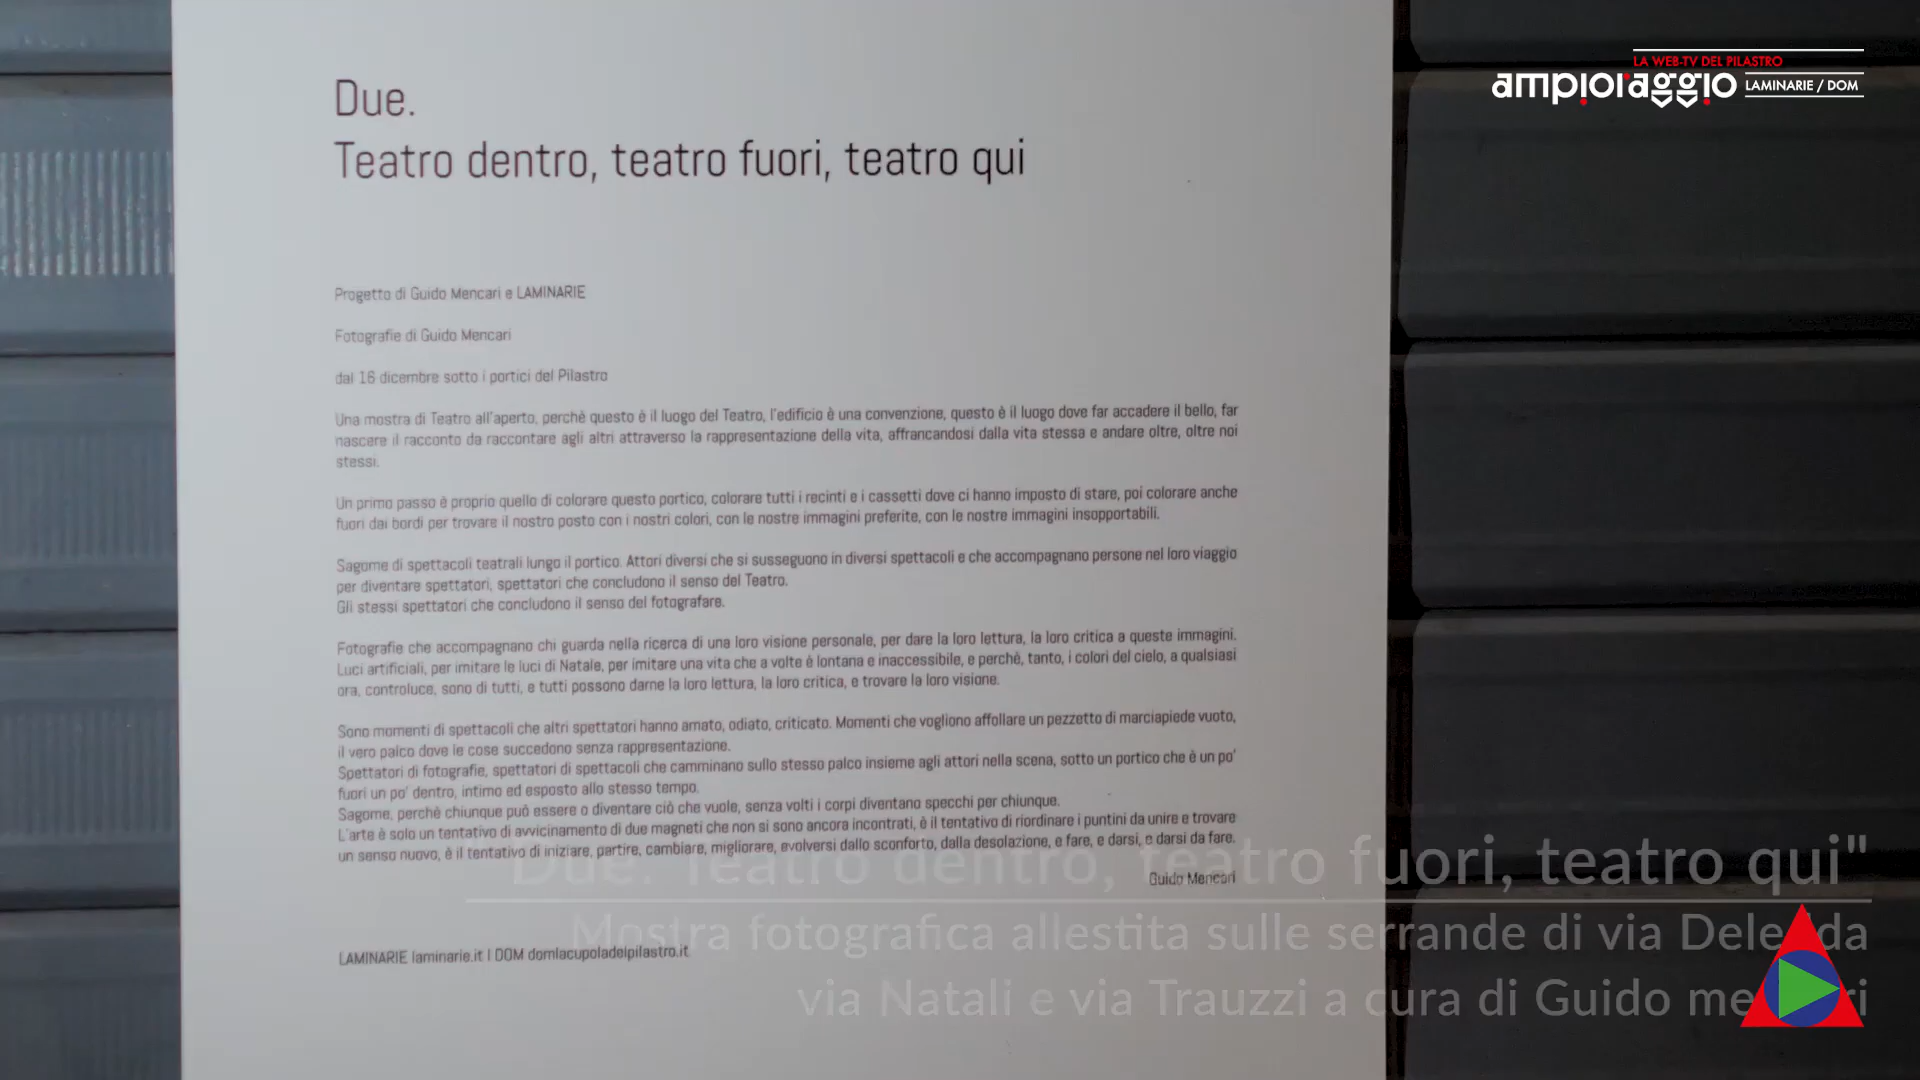 LA WEB-TV DEL PILASTRO
ampioraggio LAMINARIE / DOM
Due.
Teatro dentro, teatro fuori, teatro qui
Progetto di Guido Mencari e LAMINARIE
Fotografie di Guido Mencari
dal 16 dicembre sotto i portici del Pilastro
Una mostra di Teatro all'aperto, perchè questo è il luogo del Teatro, l'edificio è una convenzione, questo è il luogo dove far accadere il bello, far
nascere il racconto da raccontare agli altri attraverso la rappresentazione della vita, affrancandosi dalla vita stessa e andare oltre, oltre noi
stessi.
Un primo passo è proprio quello di colorare questo portico, colorare tutti i recinti e i cassetti dove ci hanno imposto di stare, poi colorare anche
fuori dai bordi per trovare il nostro posto con i nostri colori, con le nostre immagini preferite, con le nostre immagini insopportabili.
Sagome di spettacoli teatrali lungo il portico. Attori diversi che si susseguono in diversi spettacoli e che accompagnano persone nel loro viaggio
per diventare spettatori, spettatori che concludono il senso del Teatro.
Gli stessi spettatori che concludono il senso del fotografare.
Fotografie che accompagnano chi guarda nella ricerca di una loro visione personale, per dare la loro lettura, la loro critica a queste immagini.
Luci artificiali, per imitare le luci di Natale, per imitare una vita che a volte è lontana e inaccessibile, e perchè, tanto, i colori del cielo, a qualsiasi
ora, controluce, sono di tutti, e tutti possono darne la loro lettura, la loro critica, e trovare la loro visione.
Sono momenti di spettacoli che altri spettatori hanno amato, odiato, criticato. Momenti che vogliono affollare un pezzetto di marciapiede vuoto,
il vero palco dove le cose succedono senza rappresentazione.
Spettatori di fotografie, spettatori di spettacoli che camminano sullo stesso palco insieme agli attori nella scena, sotto un portico che è un po'
fuori un po' dentro, intimo ed esposto allo stesso tempo.
Sagome, perchè chiunque può essere o diventare ciò che vuole, senza volti i corpi diventano specchi per chiunque.
L'arte è solo un tentativo di avvicinamento di due magneti che non si sono ancora incontrati, è il tentativo di riordinare i puntini da unire e trovare
un senso nuovo, è il tentativo di iniziare, partire, cambiare, migliorare, evolversi dallo sconforto, dalla desolazione, e fare, e darsi, e darsi da fare.
Guido Mencari
LAMINARIE laminarie.it | DOM domlacupoladelpilastro.it
Due. Teatro dentro, teatro fuori, teatro qui"
Mostra fotografica allestita sulle serrande di via Deledda
via Natali e via Trauzzi a cura di Guido